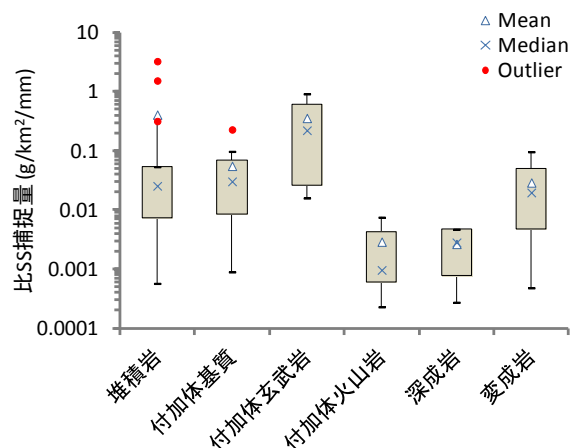 10
1
0.1
0.01
0.001
0.0001
比SS捕捉量 (g/km²/mm)
Mean
Median
Outlier
堆積岩
付加体基質
付加体玄武岩
付加体火山岩
深成岩
変成岩